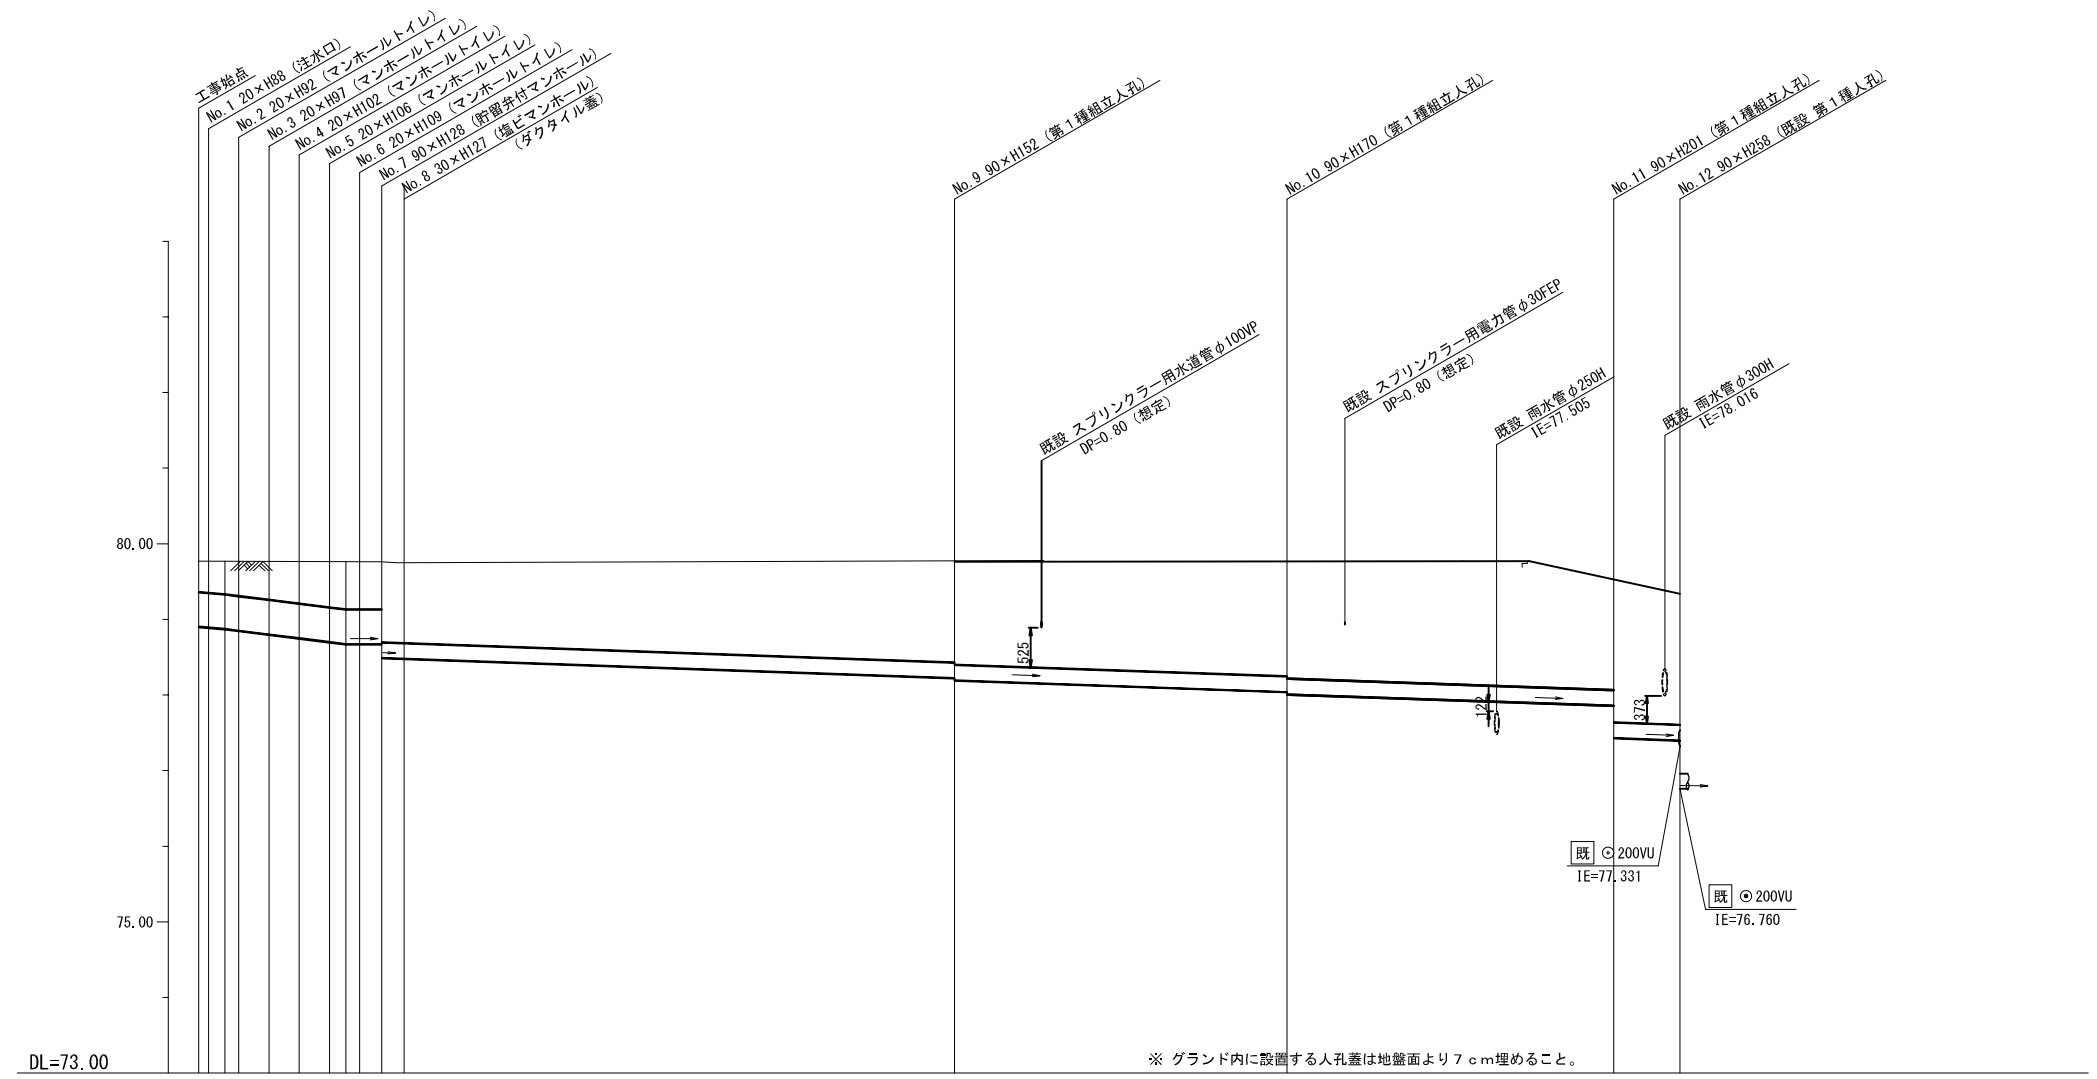 工事始点
No.1 20×H88（注水口）
No.2 20×H92（マンホールトイレ）
No.3 20×H97（マンホールトイレ）
No.4 20×H102（マンホールトイレ）
No.5 20×H106（マンホールトイレ）
No.6 20×H109（マンホールトイレ）
No.7 90×H128（貯留弁付マンホール）
No.8 30×H127（塩ビマンホール）
（ダクタイル蓋）
No.9 90×H152（第１種組立人孔）
No.10 90×H170（第１種組立人孔）
No.11 90×H201（第１種組立人孔）
No.12 90×H258（既設 第１種人孔）
既設 スプリンクラー用水道管φ100VP
DP=0.80（想定）
既設 スプリンクラー用電力管φ30FEP
DP=0.80（想定）
既設 雨水管φ250H
IE=77.505
既設 雨水管φ300H
IE=78.016
80.00
525
122
373
既 ⊙200VU
IE=77.331
既 ⊙200VU
IE=76.760
75.00
DL=73.00
※ グランド内に設置する人孔蓋は地盤面より７ｃｍ埋めること。